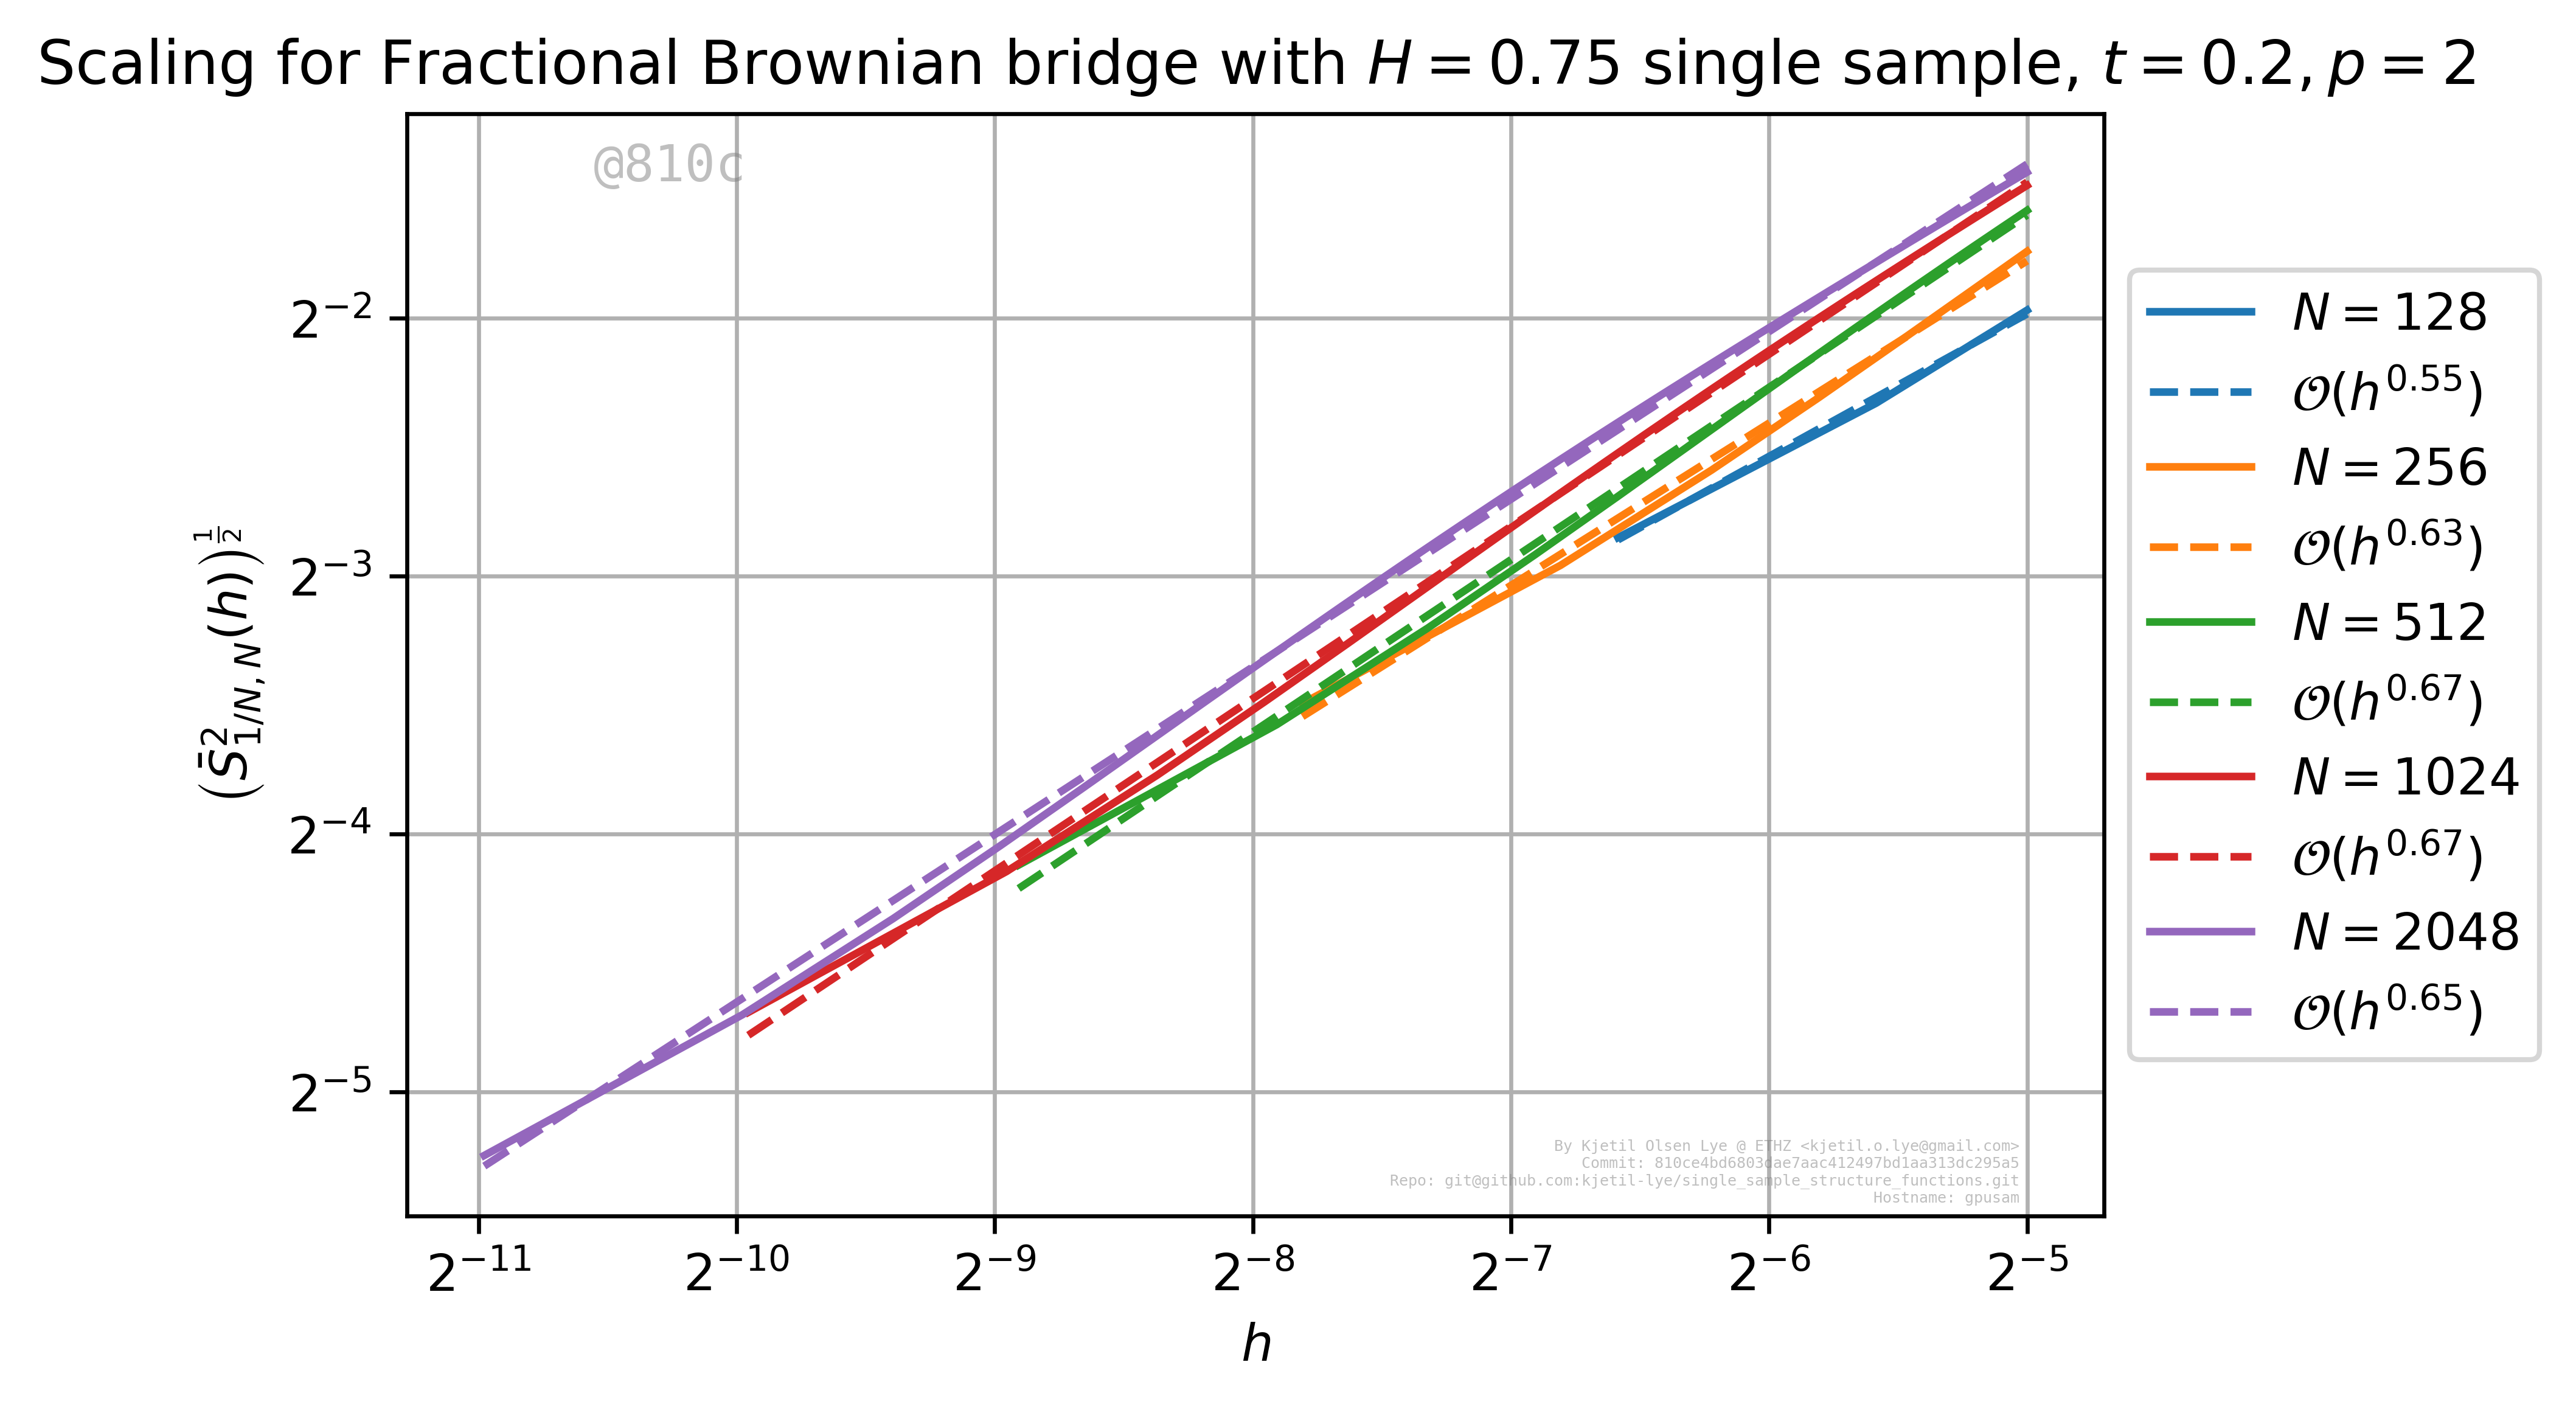 Scaling for Fractional Brownian bridge with H = 0.75 single sample, t = 0.2, p = 2
@810c
2^{-2}
2^{-3}
2^{-4}
2^{-5}
(S̄^2_{1/N, N}(h))^{1/2}
2^{-11} 2^{-10} 2^{-9} 2^{-8} 2^{-7} 2^{-6} 2^{-5}
h
N = 128
𝒪(h^{0.55})
N = 256
𝒪(h^{0.63})
N = 512
𝒪(h^{0.67})
N = 1024
𝒪(h^{0.67})
N = 2048
𝒪(h^{0.65})
By Kjetil Olsen Lye @ ETHZ <kjetil.o.lye@gmail.com>
Commit: 810ce4bd6803dae7aac412497bd1aa313dc295a5
Repo: git@github.com:kjetil-lye/single_sample_structure_functions.git
Hostname: gpusam